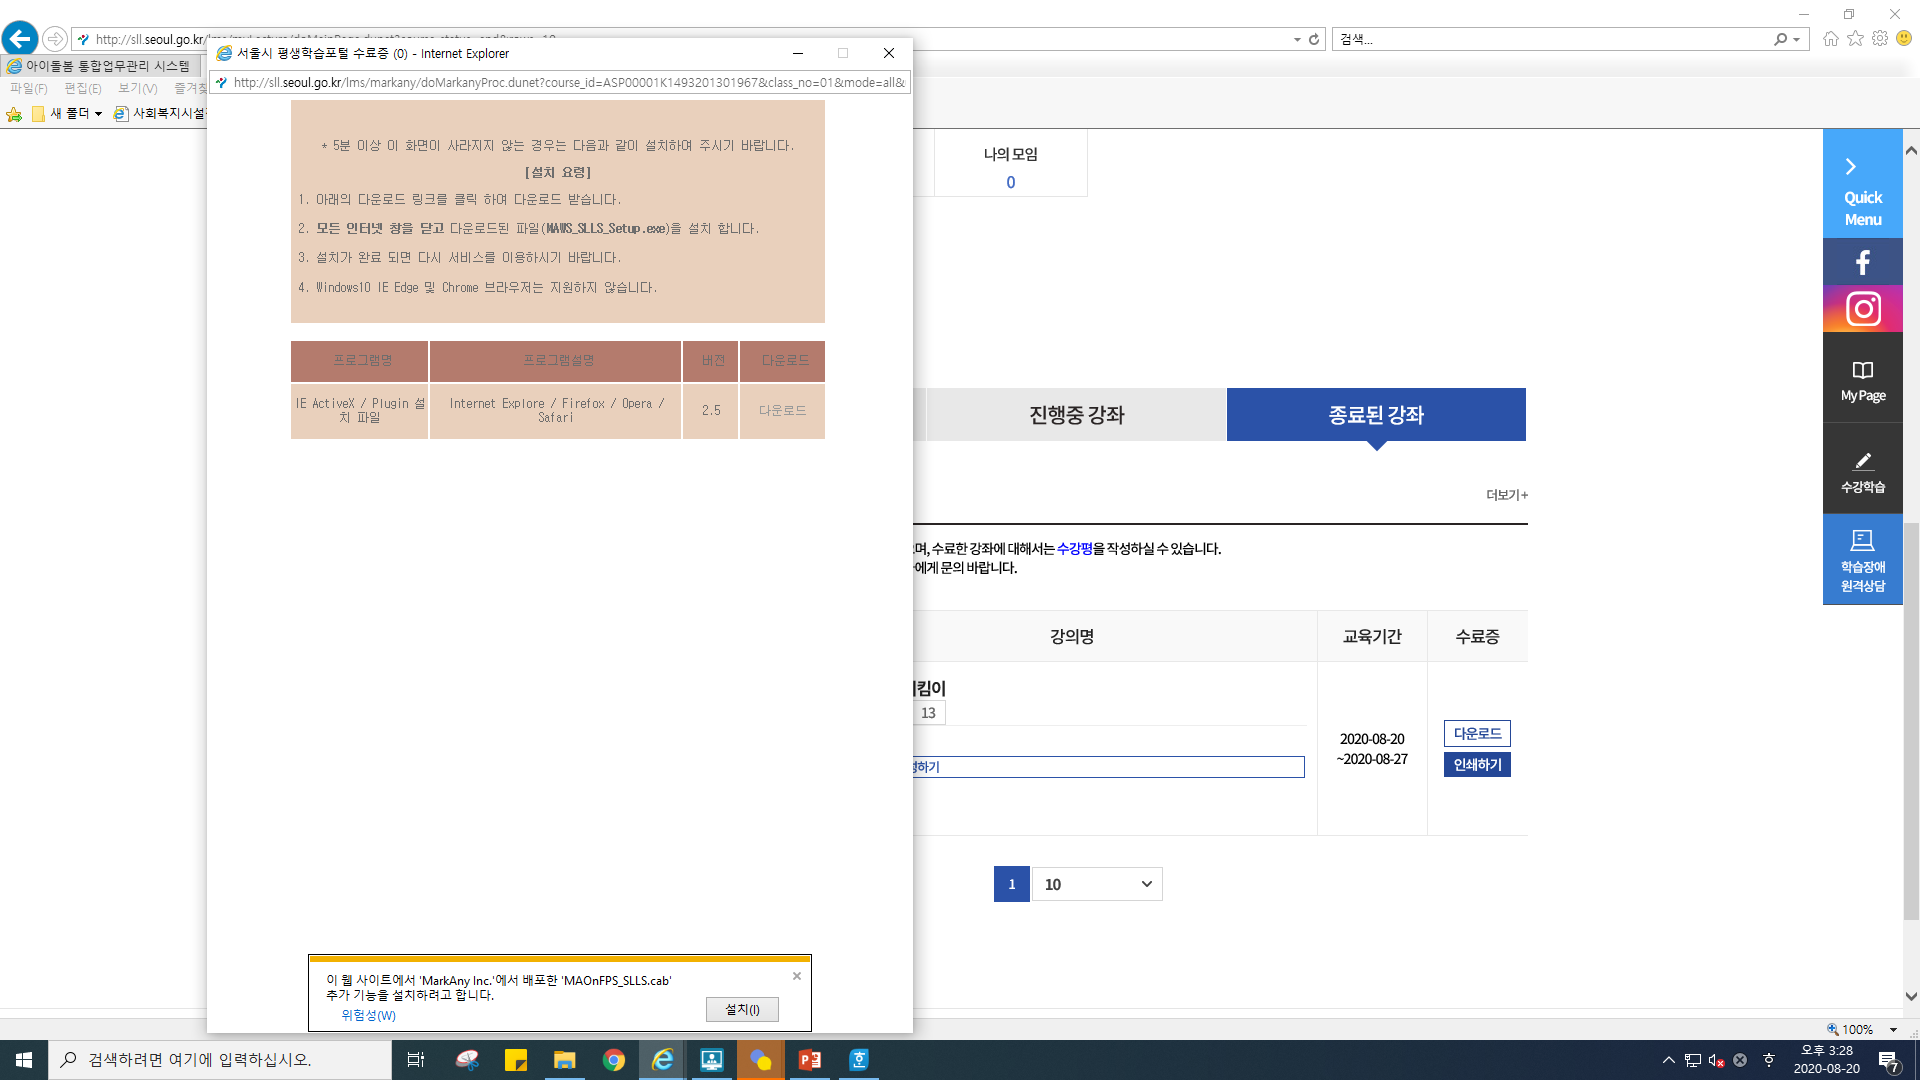 http://sll.seoul.go.kr/
검색...
아이돌봄 통합업무관리 시스템
파일(F) 편집(E) 보기(V) 즐겨찾
새 폴더
사회복지시설
서울시 평생학습포털 수료증 (0) - Internet Explorer
http://sll.seoul.go.kr/lms/markany/doMarkanyProc.dunet?course_id=ASP00001K1493201301967&class_no=01&mode=all&
* 5분 이상 이 화면이 사라지지 않는 경우는 다음과 같이 설치하여 주시기 바랍니다.
[설치 요령]
1. 아래의 다운로드 링크를 클릭 하여 다운로드 받습니다.
2. 모든 인터넷 창을 닫고 다운로드된 파일(MAWS_SLLS_Setup.exe)을 설치 합니다.
3. 설치가 완료 되면 다시 서비스를 이용하시기 바랍니다.
4. Windows10 IE Edge 및 Chrome 브라우저는 지원하지 않습니다.
프로그램명 프로그램설명 버전 다운로드
IE ActiveX / Plugin 설
치 파일
Internet Explore / Firefox / Opera /
Safari
2.5
다운로드
이 웹 사이트에서 'MarkAny Inc.'에서 배포한 'MAOnFPS_SLLS.cab'
추가 기능을 설치하려고 합니다.
위험성(W)
설치(I)
나의 모임
0
진행중 강좌
종료된 강좌
더보기+
며, 수료한 강좌에 대해서는 수강평을 작성하실 수 있습니다.
에게 문의 바랍니다.
강의명 교육기간 수료증
킴이
13
하기
2020-08-20
~2020-08-27
다운로드
인쇄하기
1
10
Quick
Menu
My Page
수강학습
학습장애
원격상담
100%
검색하려면 여기에 입력하십시오.
오후 3:28
2020-08-20
7